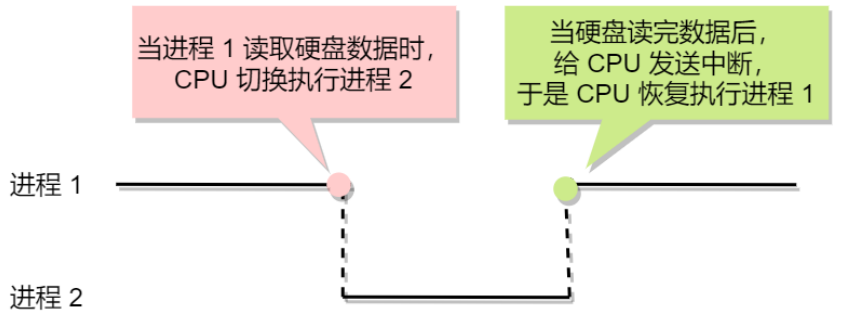 当进程 1 读取硬盘数据时，
CPU 切换执行进程 2
当硬盘读完数据后，
给 CPU 发送中断，
于是 CPU 恢复执行进程 1
进程 1
进程 2